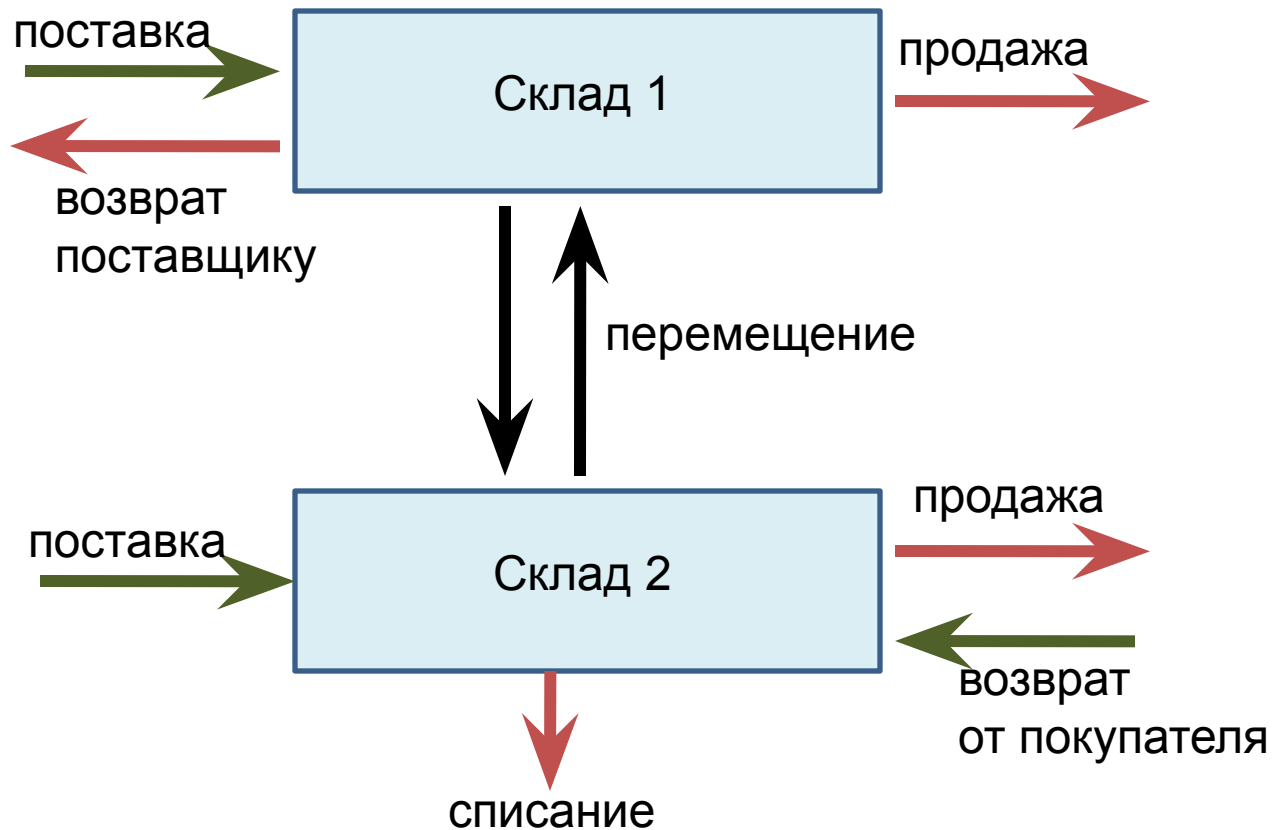 поставка
Склад 1
продажа
возврат
поставщику
перемещение
поставка
Склад 2
продажа
возврат
от покупателя
списание